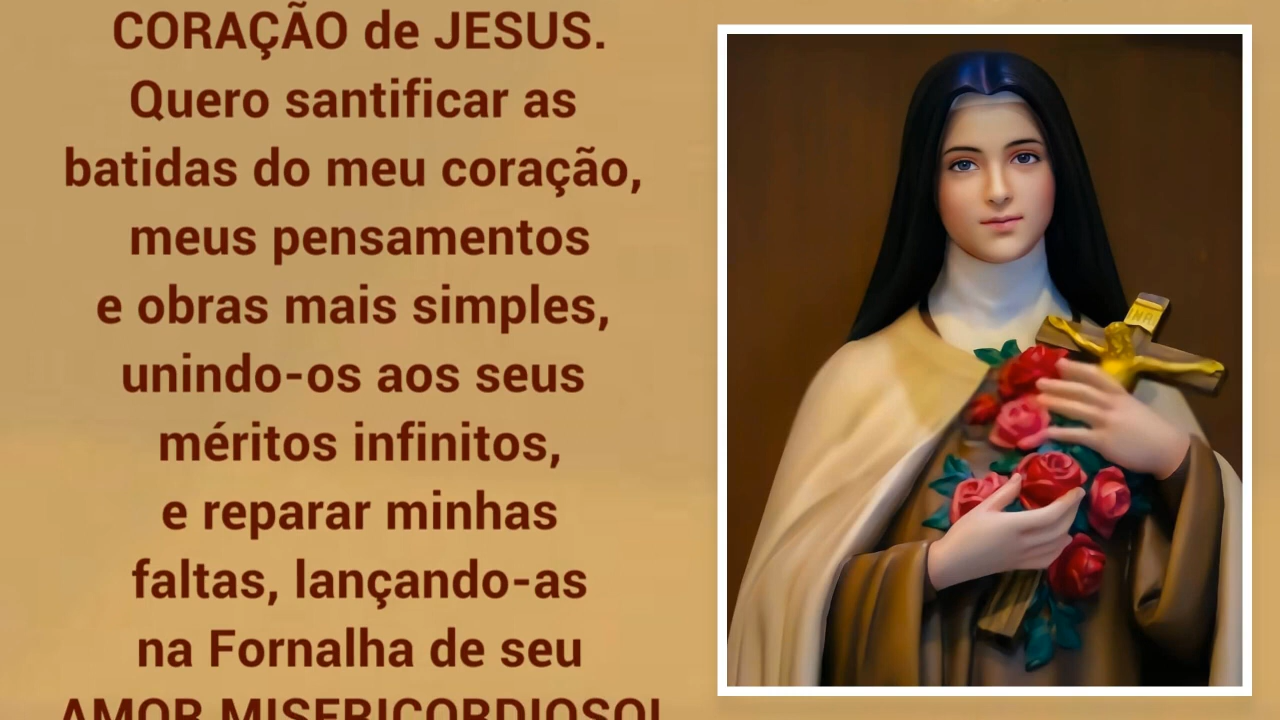 CORAÇÃO de JESUS.
Quero santificar as
batidas do meu coração,
meus pensamentos
e obras mais simples,
unindo-os aos seus
méritos infinitos,
e reparar minhas
faltas, lançando-as
na Fornalha de seu
AMOR MISERICORDIOSO!
INRI